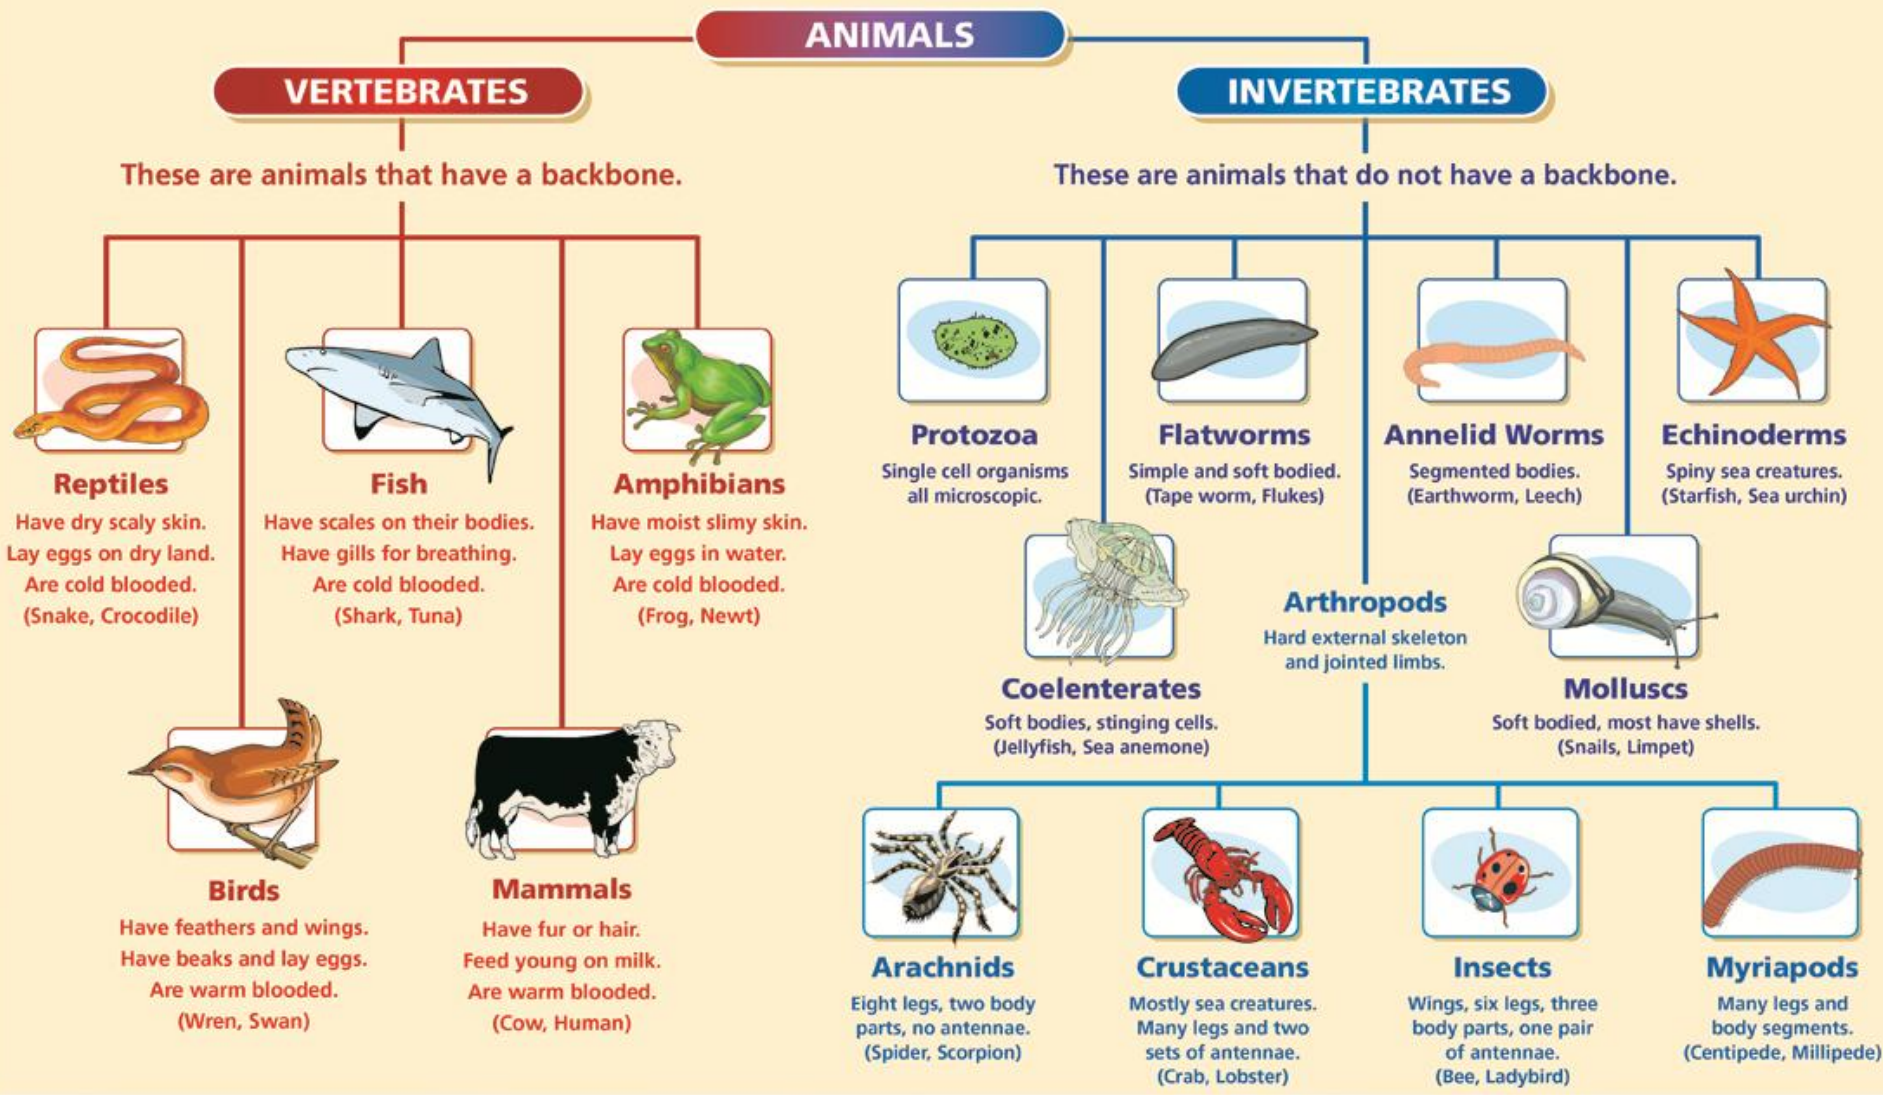 ANIMALS
VERTEBRATES
These are animals that have a backbone.
Reptiles
Have dry scaly skin.
Lay eggs on dry land.
Are cold blooded.
(Snake, Crocodile)
Fish
Have scales on their bodies.
Have gills for breathing.
Are cold blooded.
(Shark, Tuna)
Amphibians
Have moist slimy skin.
Lay eggs in water.
Are cold blooded.
(Frog, Newt)
Birds
Have feathers and wings.
Have beaks and lay eggs.
Are warm blooded.
(Wren, Swan)
Mammals
Have fur or hair.
Feed young on milk.
Are warm blooded.
(Cow, Human)
INVERTEBRATES
These are animals that do not have a backbone.
Protozoa
Single cell organisms
all microscopic.
Flatworms
Simple and soft bodied.
(Tape worm, Flukes)
Annelid Worms
Segmented bodies.
(Earthworm, Leech)
Echinoderms
Spiny sea creatures.
(Starfish, Sea urchin)
Coelenterates
Soft bodies, stinging cells.
(Jellyfish, Sea anemone)
Arthropods
Hard external skeleton
and jointed limbs.
Molluscs
Soft bodied, most have shells.
(Snails, Limpet)
Arachnids
Eight legs, two body
parts, no antennae.
(Spider, Scorpion)
Crustaceans
Mostly sea creatures.
Many legs and two
sets of antennae.
(Crab, Lobster)
Insects
Wings, six legs, three
body parts, one pair
of antennae.
(Bee, Ladybird)
Myriapods
Many legs and
body segments.
(Centipede, Millipede)